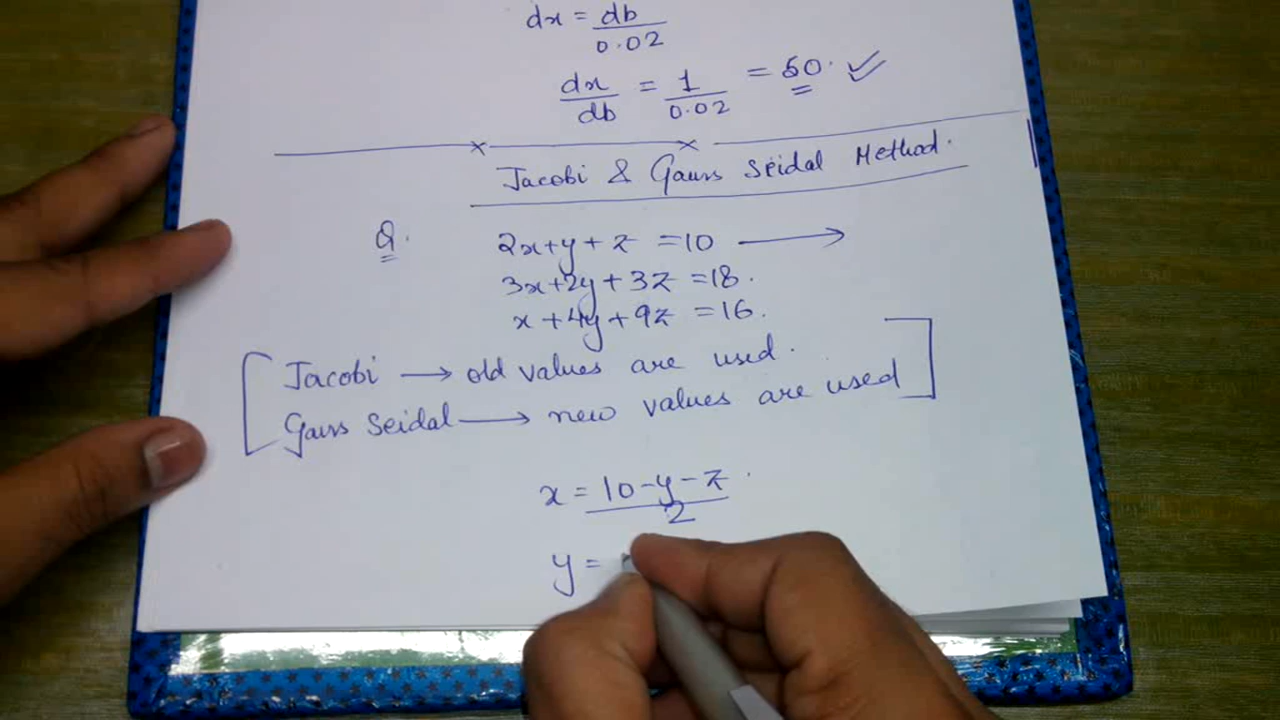 dx = db
0.02
dx = 1 = 50. ✓
db 0.02
Jacobi & Gauss Seidal Method.
Q. 2x+y+z =10 →
3x+2y+3z =18.
x+4y+9z =16.
Jacobi → old values are used.
Gauss Seidal → new values are used
x = 10-y-z
2
y =